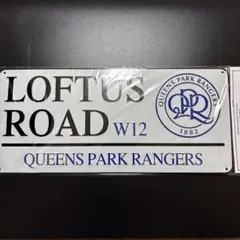 LOFTUS
ROAD W12
QUEENS PARK RANGERS
QPR
1882
QUEENS PARK RANGERS